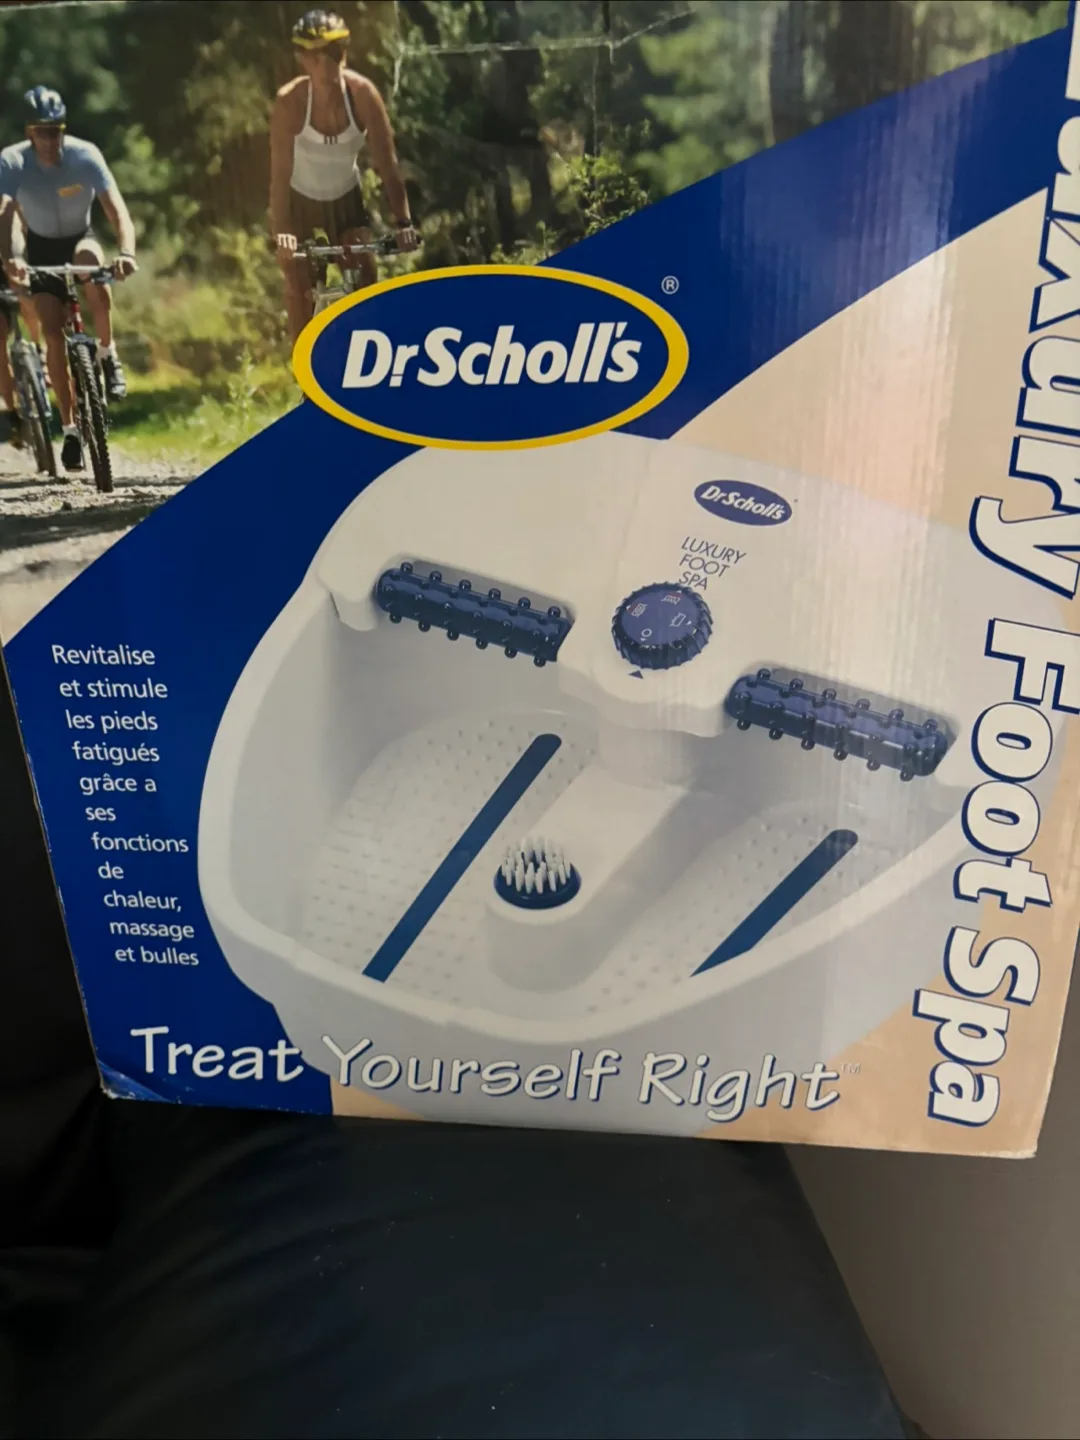 Dr.Scholl's®
Dr Scholl's
LUXURY
FOOT
SPA
Luxury Foot Spa
Revitalise
et stimule
les pieds
fatigués
grâce a
ses
fonctions
de
chaleur,
massage
et bulles
Treat Yourself Right™